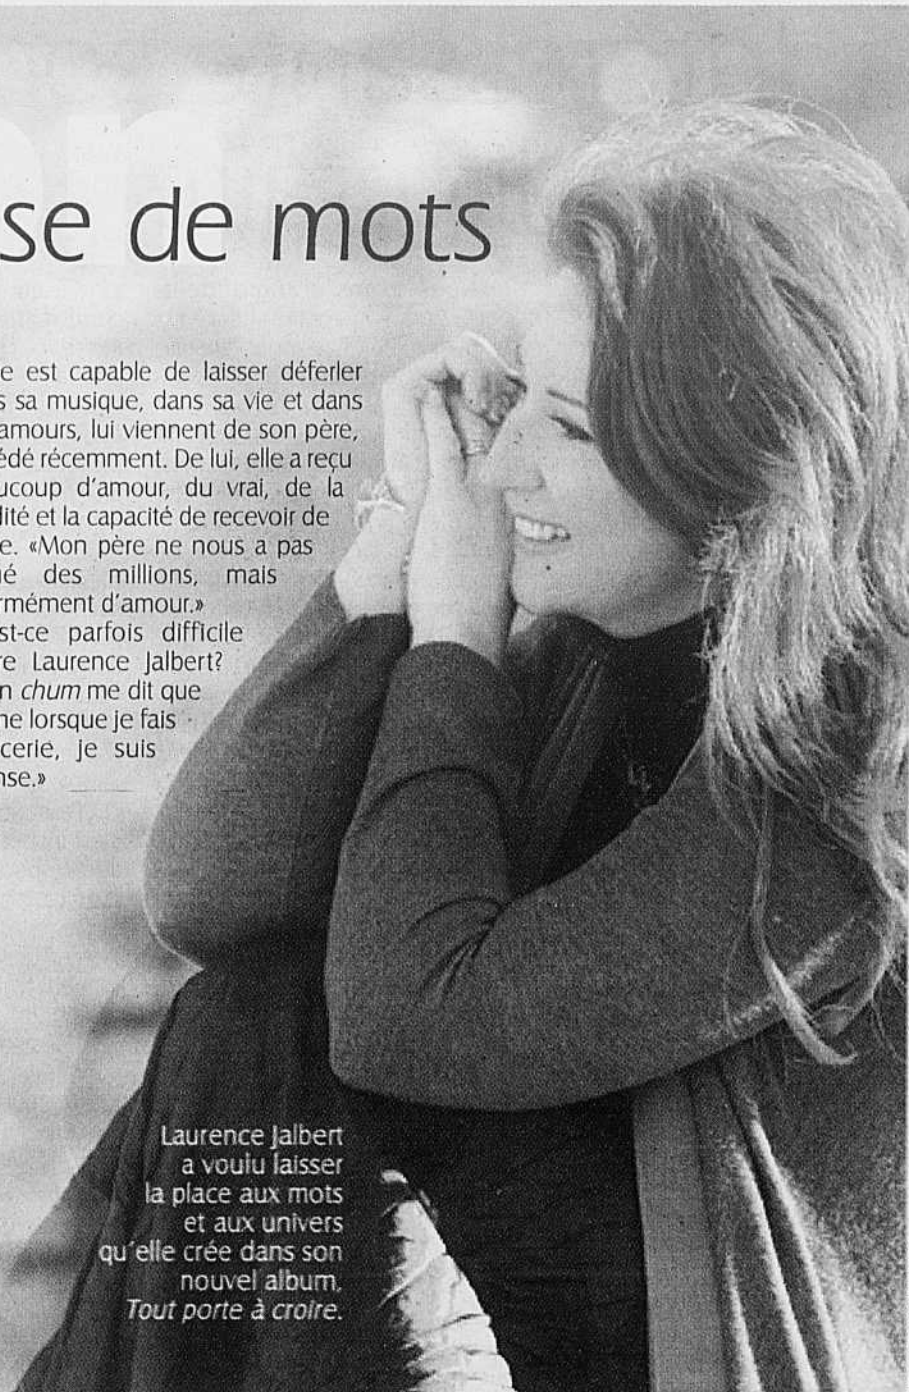 se de mots
e est capable de laisser déferler
s sa musique, dans sa vie et dans
amours, lui viennent de son père,
édé récemment. De lui, elle a reçu
ucoup d'amour, du vrai, de la
lité et la capacité de recevoir de
e. «Mon père ne nous a pas
ué des millions, mais
rmément d'amour.»
st-ce parfois difficile
re Laurence Jalbert?
n chum me dit que
ne lorsque je fais
cerie, je suis
nse.»
Laurence Jalbert
a voulu laisser
la place aux mots
et aux univers
qu'elle crée dans son
nouvel album,
Tout porte à croire.